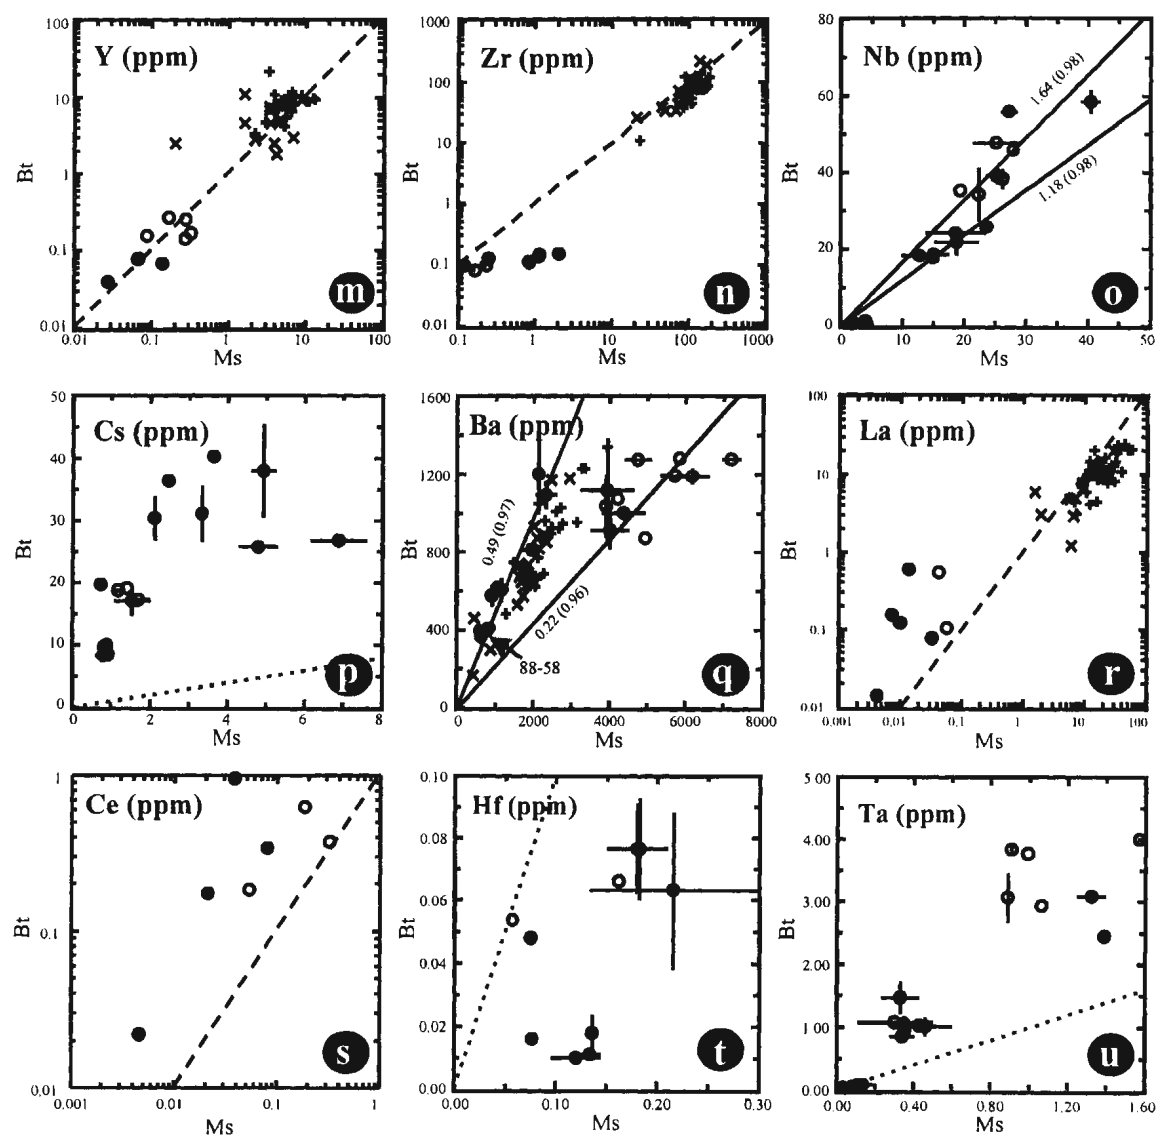 Y (ppm)
100
10
1
0.1
0.01
0.01
0.1
1
10
100
Bt
Ms
m
Zr (ppm)
1000
100
10
1
0.1
0.01
0.1
1
10
100
1000
Bt
Ms
n
Nb (ppm)
80
60
40
20
0
0
10
20
30
40
50
1.64 (0.98)
1.18 (0.98)
Bt
Ms
o
Cs (ppm)
50
40
30
20
10
0
0
2
4
6
8
Bt
Ms
p
Ba (ppm)
1600
1200
800
400
0
0
2000
4000
6000
8000
0.49 (0.97)
0.22 (0.96)
88-58
Bt
Ms
q
La (ppm)
100
10
1
0.1
0.01
0.001
0.01
0.1
1
10
100
Bt
Ms
r
Ce (ppm)
1
0.1
0.01
0.001
0.01
0.1
1
Bt
Ms
s
Hf (ppm)
0.10
0.08
0.06
0.04
0.02
0.00
0.00
0.10
0.20
0.30
Bt
Ms
t
Ta (ppm)
5.00
4.00
3.00
2.00
1.00
0.00
0.00
0.40
0.80
1.20
1.60
Bt
Ms
u